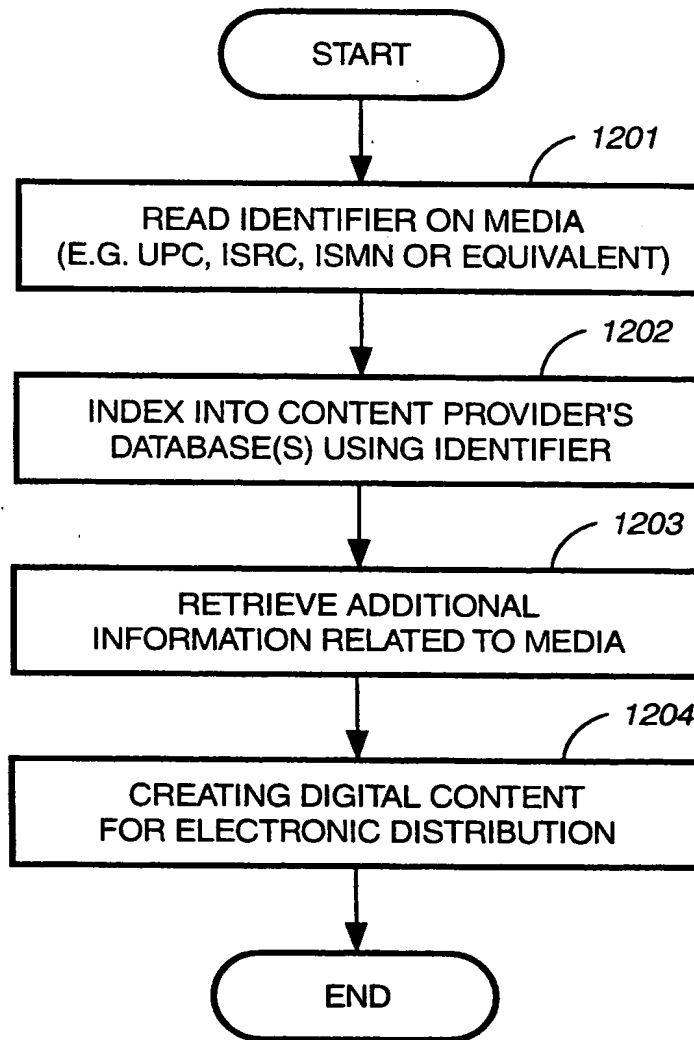 START
1201
READ IDENTIFIER ON MEDIA
(E.G. UPC, ISRC, ISMN OR EQUIVALENT)
1202
INDEX INTO CONTENT PROVIDER'S
DATABASE(S) USING IDENTIFIER
1203
RETRIEVE ADDITIONAL
INFORMATION RELATED TO MEDIA
1204
CREATING DIGITAL CONTENT
FOR ELECTRONIC DISTRIBUTION
END